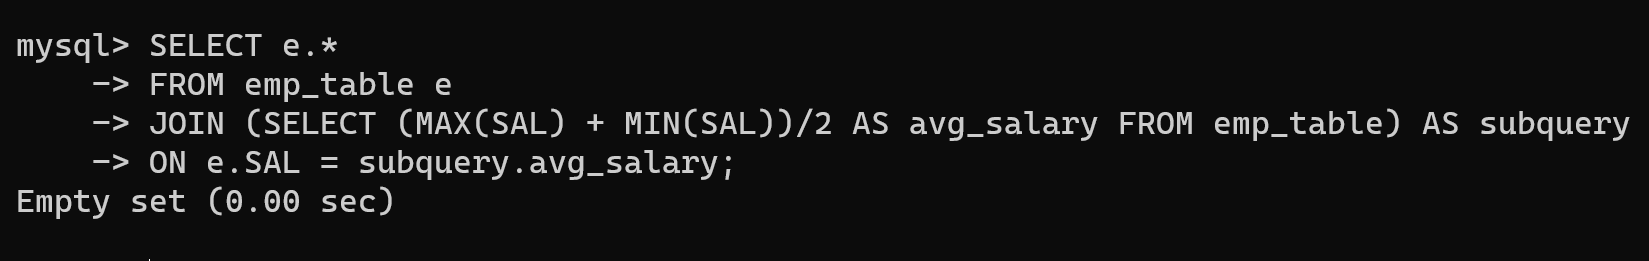 mysql> SELECT e.*
    -> FROM emp_table e
    -> JOIN (SELECT (MAX(SAL) + MIN(SAL))/2 AS avg_salary FROM emp_table) AS subquery
    -> ON e.SAL = subquery.avg_salary;
Empty set (0.00 sec)